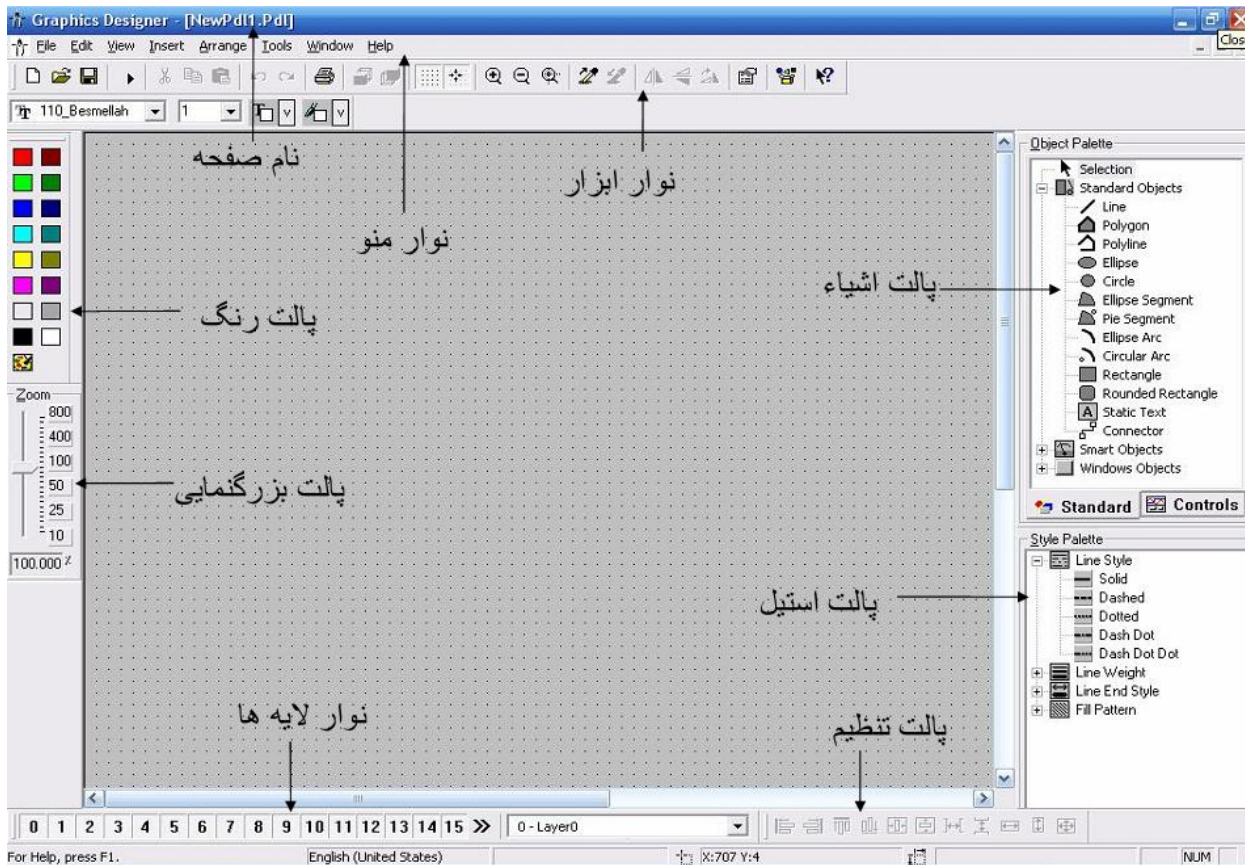 Graphics Designer - [NewPdl1.Pdl]
File Edit View Insert Arrange Tools Window Help
Close
110_Besmellah 1
نام صفحه
نوار ابزار
نوار منو
پالت اشیاء
پالت رنگ
پالت بزرگنمایی
پالت استیل
نوار لایه ها
پالت تنظیم
Zoom
800
400
100
50
25
10
100.000 %
Object Palette
Selection
Standard Objects
Line
Polygon
Polyline
Ellipse
Circle
Ellipse Segment
Pie Segment
Ellipse Arc
Circular Arc
Rectangle
Rounded Rectangle
A Static Text
Connector
Smart Objects
Windows Objects
Standard Controls
Style Palette
Line Style
Solid
Dashed
Dotted
Dash Dot
Dash Dot Dot
Line Weight
Line End Style
Fill Pattern
0 1 2 3 4 5 6 7 8 9 10 11 12 13 14 15 0 - Layer0
For Help, press F1. English (United States) X:707 Y:4 NUM